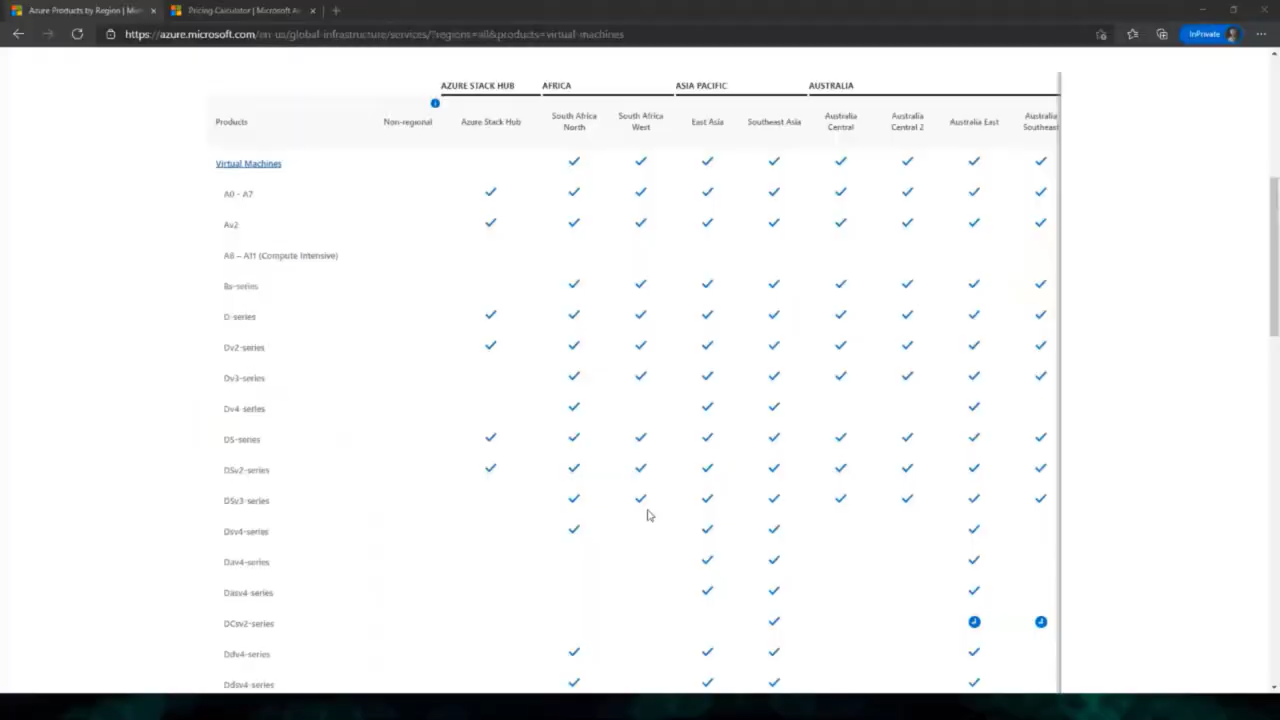 Azure Products by Region | Mic
Pricing Calculator | Microsoft Az
https://azure.microsoft.com/en-us/global-infrastructure/services/?regions=all&products=virtual-machines
InPrivate
AZURE STACK HUB AFRICA ASIA PACIFIC AUSTRALIA
Products Non-regional Azure Stack Hub South Africa North South Africa West East Asia Southeast Asia Australia Central Australia Central 2 Australia East Australia Southeast
Virtual Machines
A0 - A7
Av2
A8 – A11 (Compute Intensive)
Bs-series
D-series
Dv2-series
Dv3-series
Dv4-series
DS-series
DSv2-series
DSv3-series
Dsv4-series
Dav4-series
Dasv4-series
DCsv2-series
Ddv4-series
Ddsv4-series